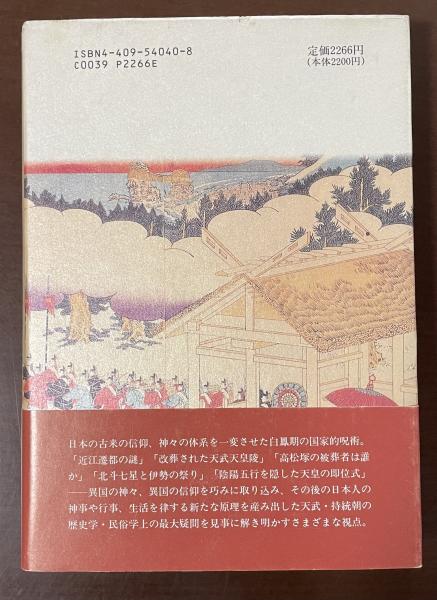 ISBN4-409-54040-8
C0039 P2266E
定価2266円
(本体2200円)
日本の古来の信仰、神々の体系を一変させた白鳳期の国家的呪術。
「近江遷都の謎」「改葬された天武天皇陵」「高松塚の被葬者は誰
か」「北斗七星と伊勢の祭り」「陰陽五行を隠した天皇の即位式」
──異国の神々、異国の信仰を巧みに取り込み、その後の日本人の
神事や行事、生活を律する新たな原理を産み出した天武・持統朝の
歴史学・民俗学上の最大疑問を見事に解き明かすさまざまな視点。